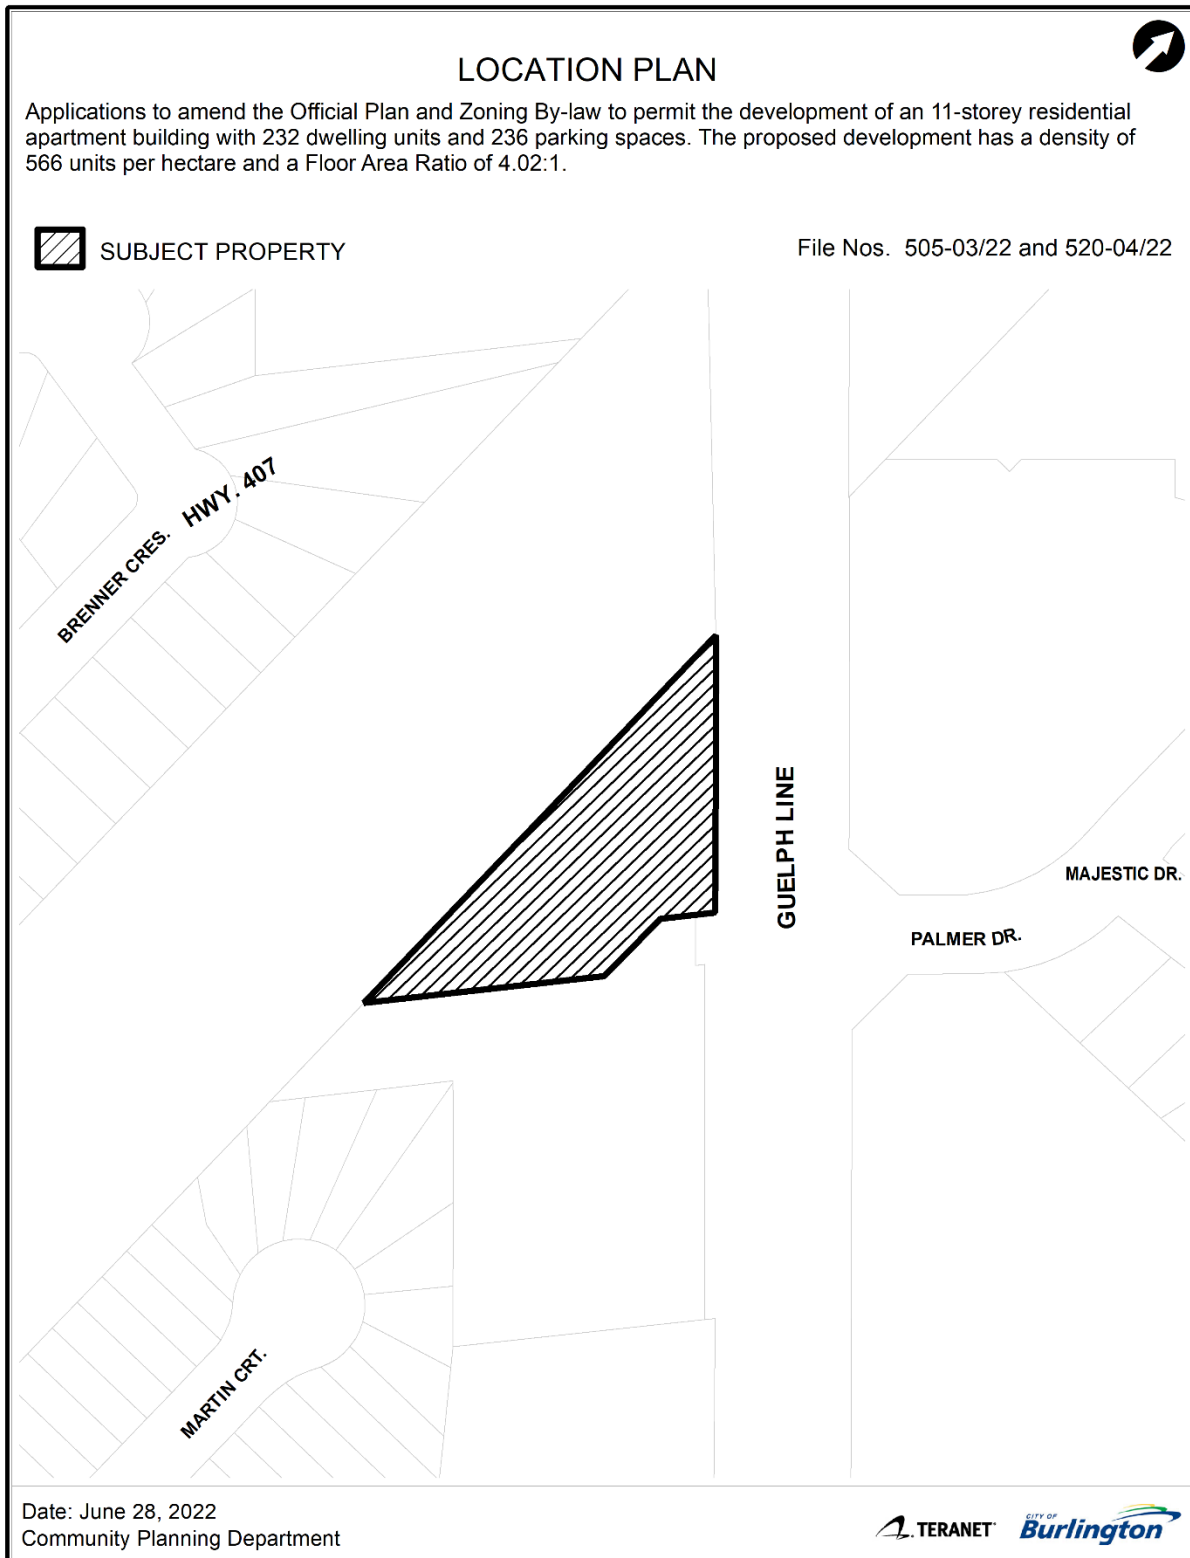 LOCATION PLAN
Applications to amend the Official Plan and Zoning By-law to permit the development of an 11-storey residential
apartment building with 232 dwelling units and 236 parking spaces. The proposed development has a density of
566 units per hectare and a Floor Area Ratio of 4.02:1.
SUBJECT PROPERTY
File Nos. 505-03/22 and 520-04/22
HWY. 407
BRENNER CRES.
GUELPH LINE
MAJESTIC DR.
PALMER DR.
MARTIN CRT.
Date: June 28, 2022
Community Planning Department
TERANET
CITY OF
Burlington